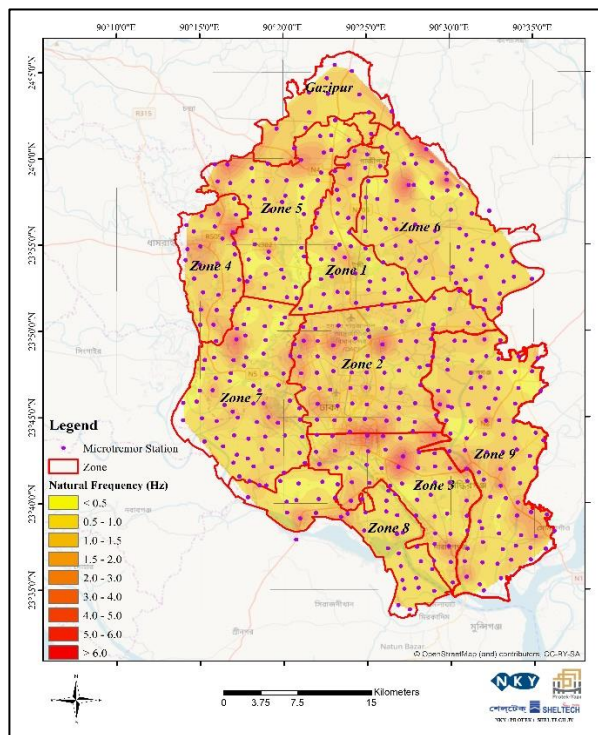 90°10'0"E 90°15'0"E 90°20'0"E 90°25'0"E 90°30'0"E 90°35'0"E
24°5'0"N
24°0'0"N
23°55'0"N
23°50'0"N
23°45'0"N
23°40'0"N
23°35'0"N
Gazipur
Zone 5
Zone 6
Zone 4
Zone 1
Zone 2
Zone 7
Zone 9
Zone 3
Zone 8
ঢাকা
Natun Bazar
Legend
Microtremor Station
Zone
Natural Frequency (Hz)
< 0.5
0.5 - 1.0
1.0 - 1.5
1.5 - 2.0
2.0 - 3.0
3.0 - 4.0
4.0 - 5.0
5.0 - 6.0
> 6.0
© OpenStreetMap (and) contributors, CC-BY-SA
N
Kilometers
0 3.75 7.5 15
NKY
শেল্‌টেক্ SHELTECH